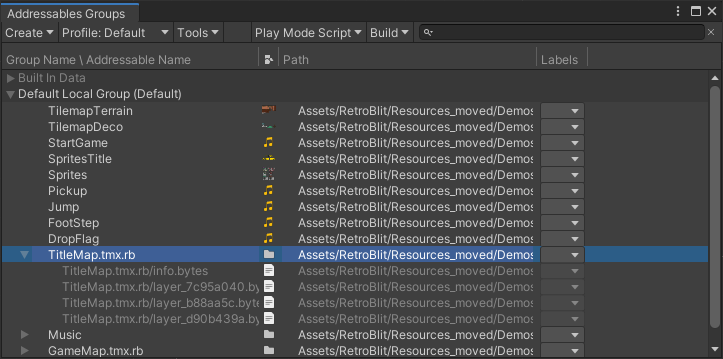 Addressables Groups
Create Profile: Default Tools Play Mode Script Build
Group Name \ Addressable Name Path Labels
Built In Data
Default Local Group (Default)
TilemapTerrain Assets/RetroBlit/Resources_moved/Demos
TilemapDeco Assets/RetroBlit/Resources_moved/Demos
StartGame Assets/RetroBlit/Resources_moved/Demos
SpritesTitle Assets/RetroBlit/Resources_moved/Demos
Sprites Assets/RetroBlit/Resources_moved/Demos
Pickup Assets/RetroBlit/Resources_moved/Demos
Jump Assets/RetroBlit/Resources_moved/Demos
FootStep Assets/RetroBlit/Resources_moved/Demos
DropFlag Assets/RetroBlit/Resources_moved/Demos
TitleMap.tmx.rb Assets/RetroBlit/Resources_moved/Demos
TitleMap.tmx.rb/info.bytes Assets/RetroBlit/Resources_moved/Demos
TitleMap.tmx.rb/layer_7c95a040.by Assets/RetroBlit/Resources_moved/Demos
TitleMap.tmx.rb/layer_b88aa5c.byte Assets/RetroBlit/Resources_moved/Demos
TitleMap.tmx.rb/layer_d90b439a.by Assets/RetroBlit/Resources_moved/Demos
Music Assets/RetroBlit/Resources_moved/Demos
GameMap.tmx.rb Assets/RetroBlit/Resources_moved/Demos